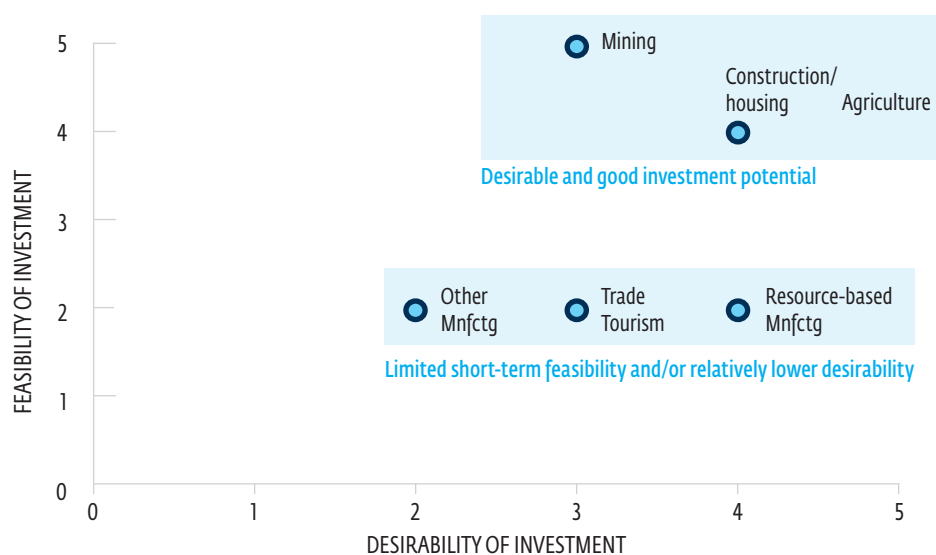 FEASIBILITY OF INVESTMENT
5
4
3
2
1
0
Mining
Construction/
housing
Agriculture
Desirable and good investment potential
Other
Mnfctg
Trade
Tourism
Resource-based
Mnfctg
Limited short-term feasibility and/or relatively lower desirability
0
1
2
3
4
5
DESIRABILITY OF INVESTMENT